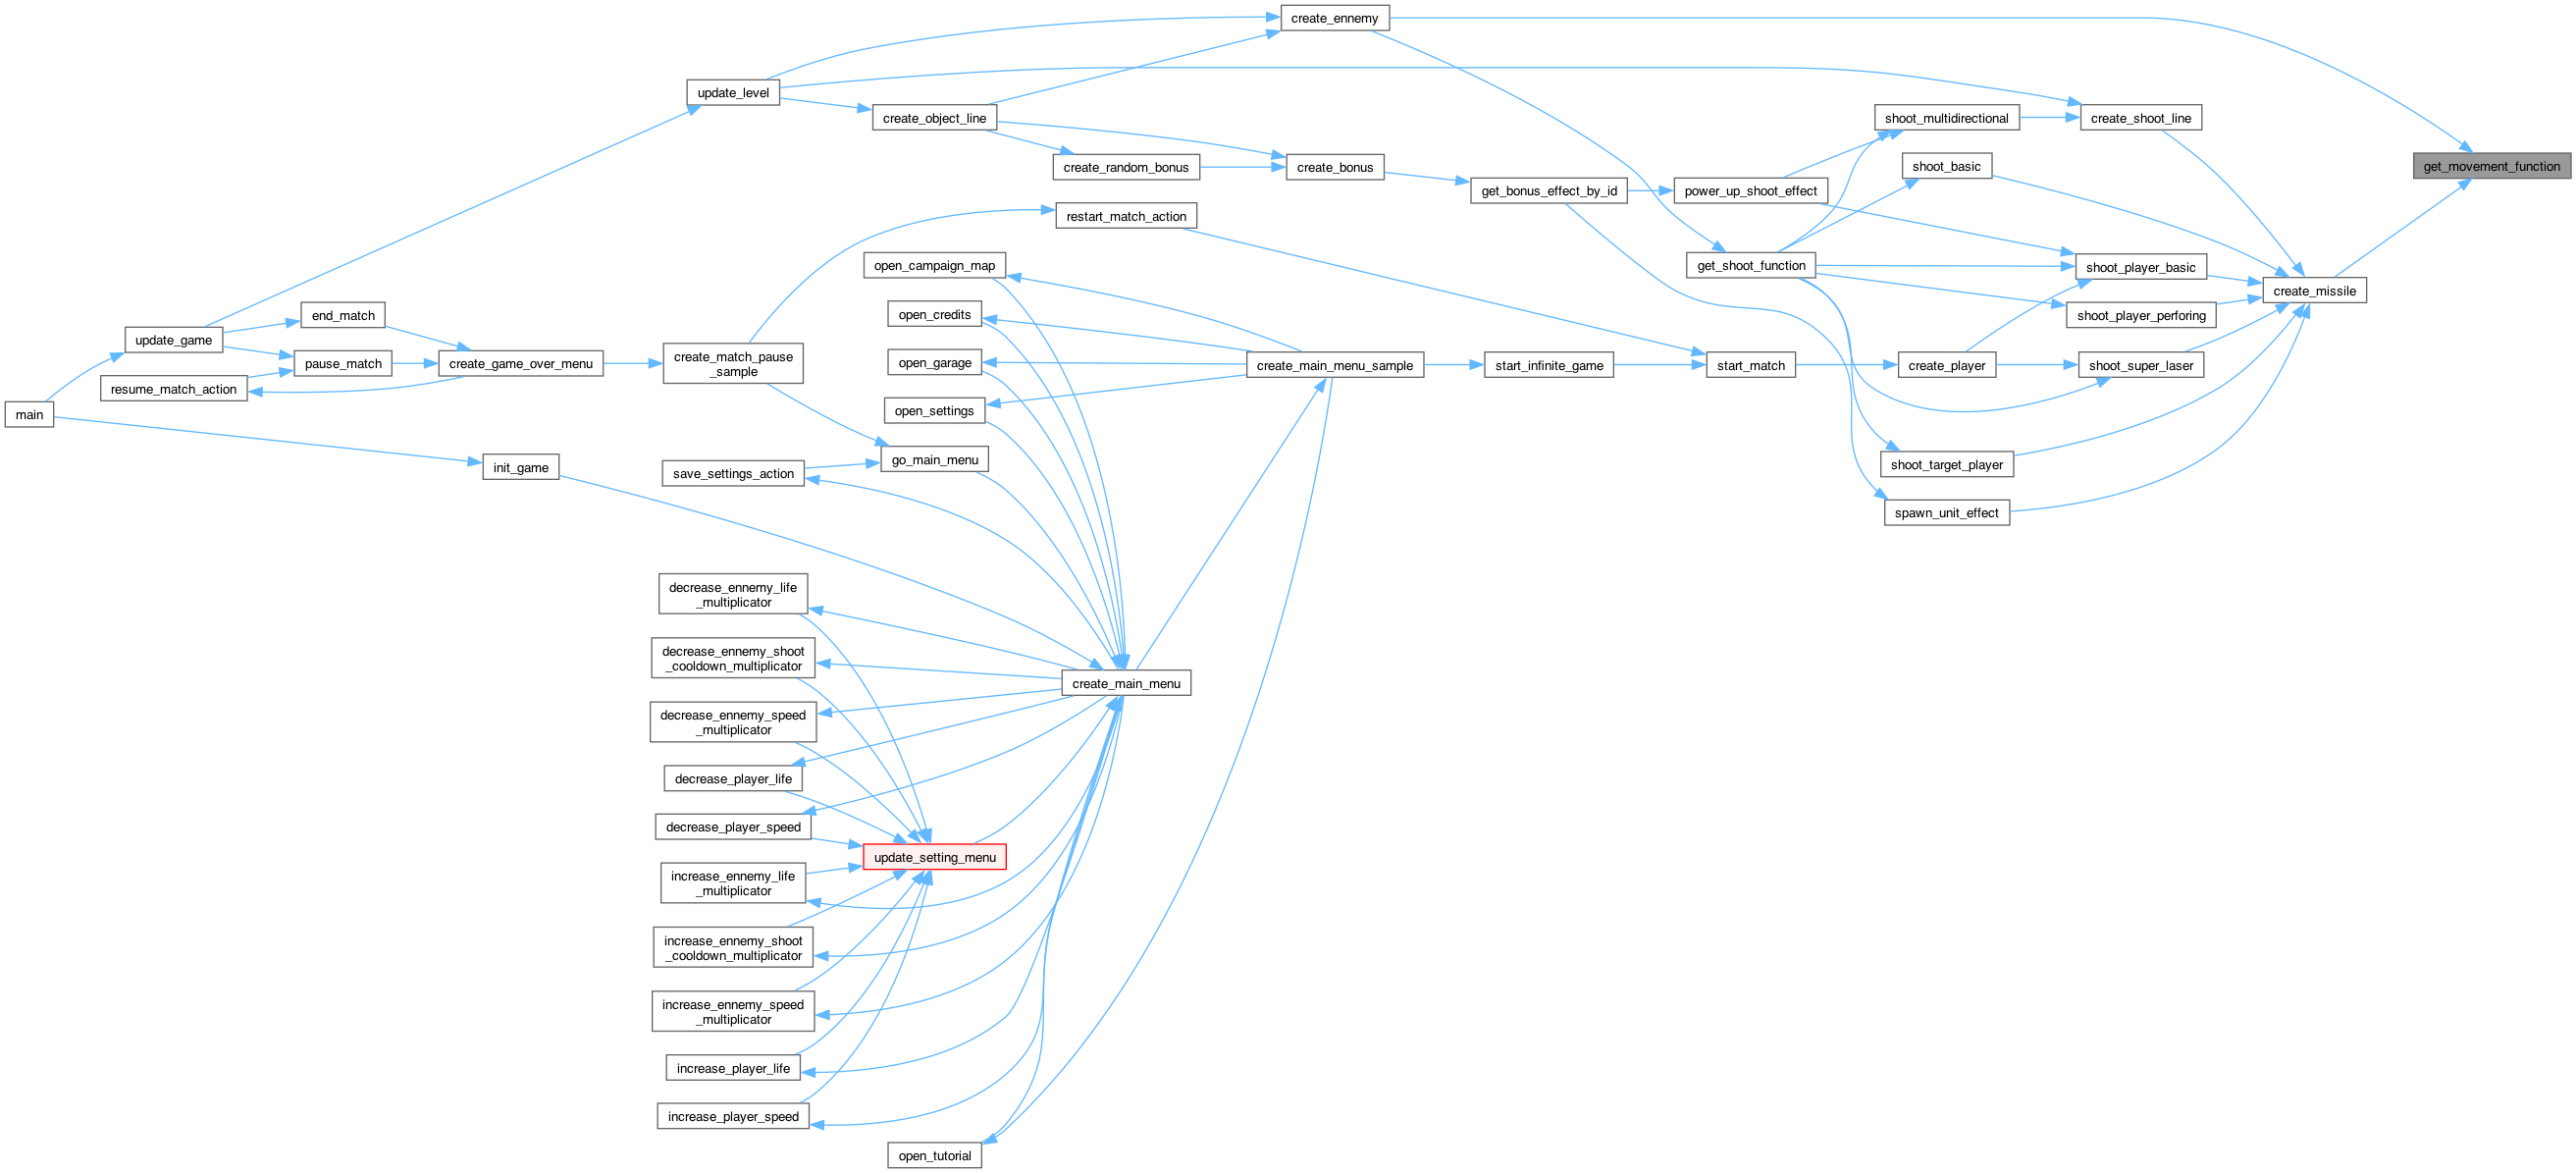 create_ennemy
update_level
create_object_line
shoot_multidirectional
create_shoot_line
create_random_bonus
create_bonus
shoot_basic
get_movement_function
get_bonus_effect_by_id
power_up_shoot_effect
restart_match_action
open_campaign_map
get_shoot_function
shoot_player_basic
create_missile
end_match
open_credits
shoot_player_perforing
update_game
create_match_pause
_sample
pause_match
create_game_over_menu
open_garage
create_main_menu_sample
start_infinite_game
start_match
create_player
shoot_super_laser
resume_match_action
main
open_settings
init_game
save_settings_action
go_main_menu
shoot_target_player
spawn_unit_effect
decrease_ennemy_life
_multiplicator
decrease_ennemy_shoot
_cooldown_multiplicator
create_main_menu
decrease_ennemy_speed
_multiplicator
decrease_player_life
decrease_player_speed
update_setting_menu
increase_ennemy_life
_multiplicator
increase_ennemy_shoot
_cooldown_multiplicator
increase_ennemy_speed
_multiplicator
increase_player_life
increase_player_speed
open_tutorial